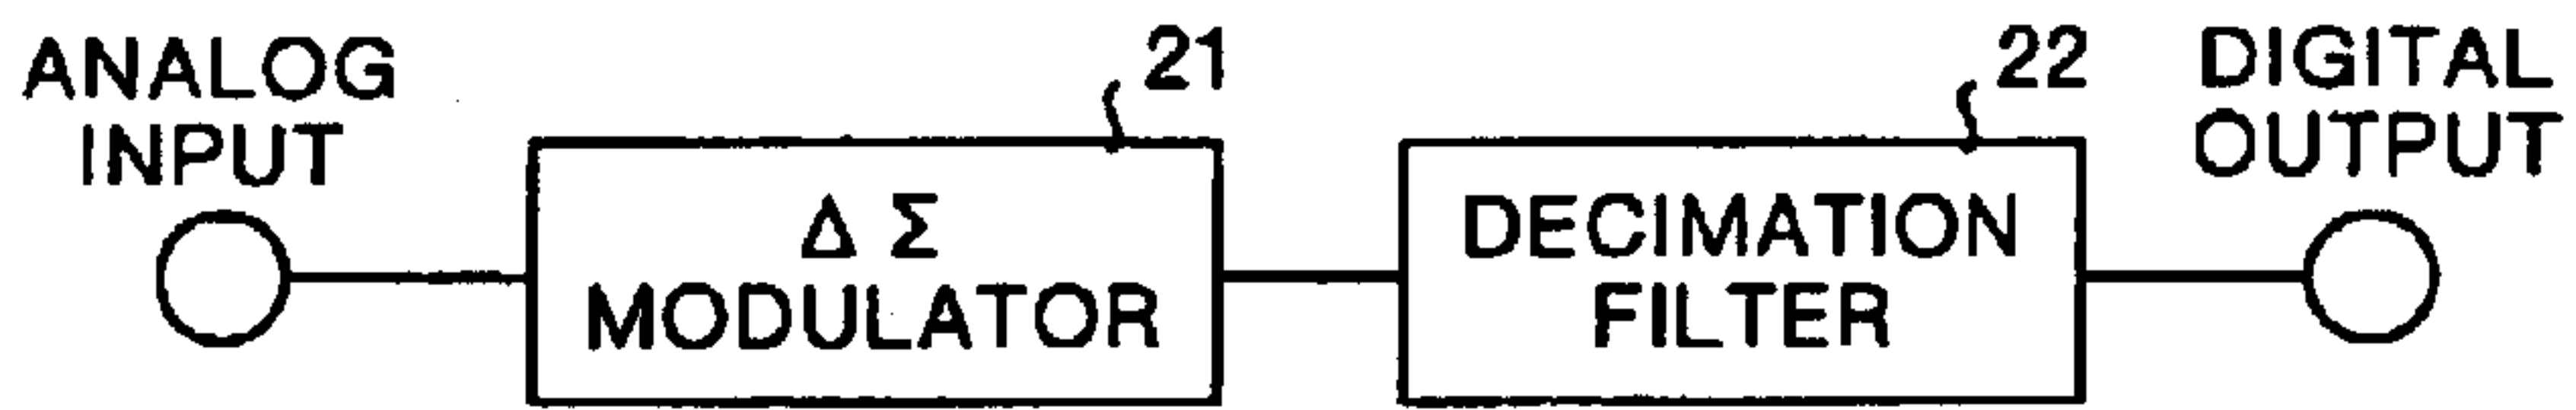 ANALOG
INPUT
21
Δ Σ
MODULATOR
22
DECIMATION
FILTER
DIGITAL
OUTPUT